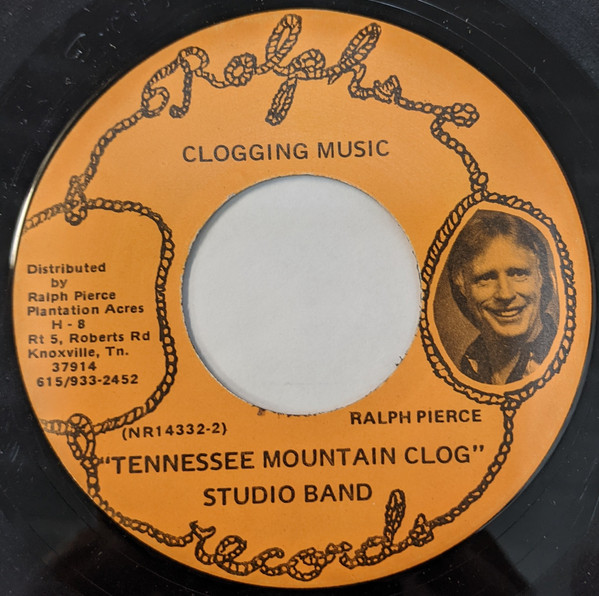 Ralphs
CLOGGING MUSIC
Distributed
by
Ralph Pierce
Plantation Acres
H - 8
Rt 5, Roberts Rd
Knoxville, Tn.
37914
615/933-2452
RALPH PIERCE
(NR14332-2)
"TENNESSEE MOUNTAIN CLOG"
STUDIO BAND
records